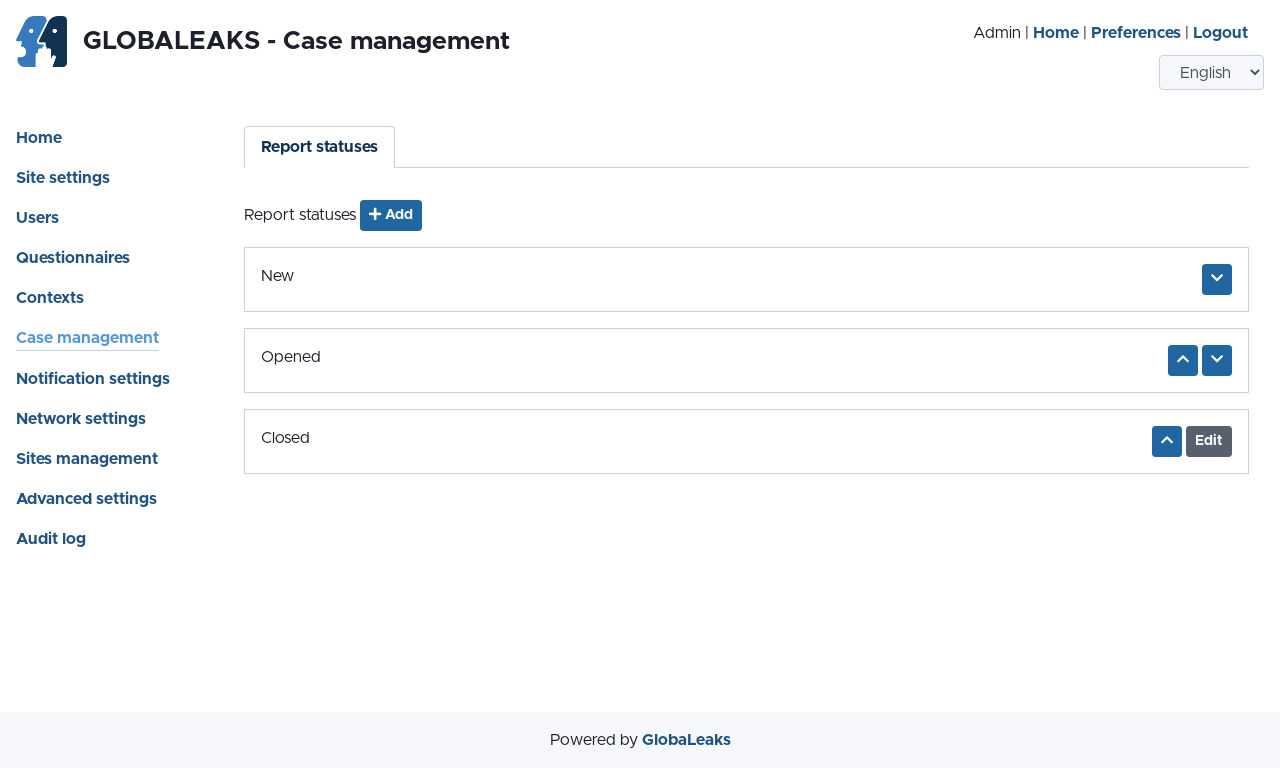 GLOBALEAKS - Case management
Admin | Home | Preferences | Logout
English
Home
Site settings
Users
Questionnaires
Contexts
Case management
Notification settings
Network settings
Sites management
Advanced settings
Audit log
Report statuses
Report statuses Add
New
Opened
Closed
Edit
Powered by GlobaLeaks